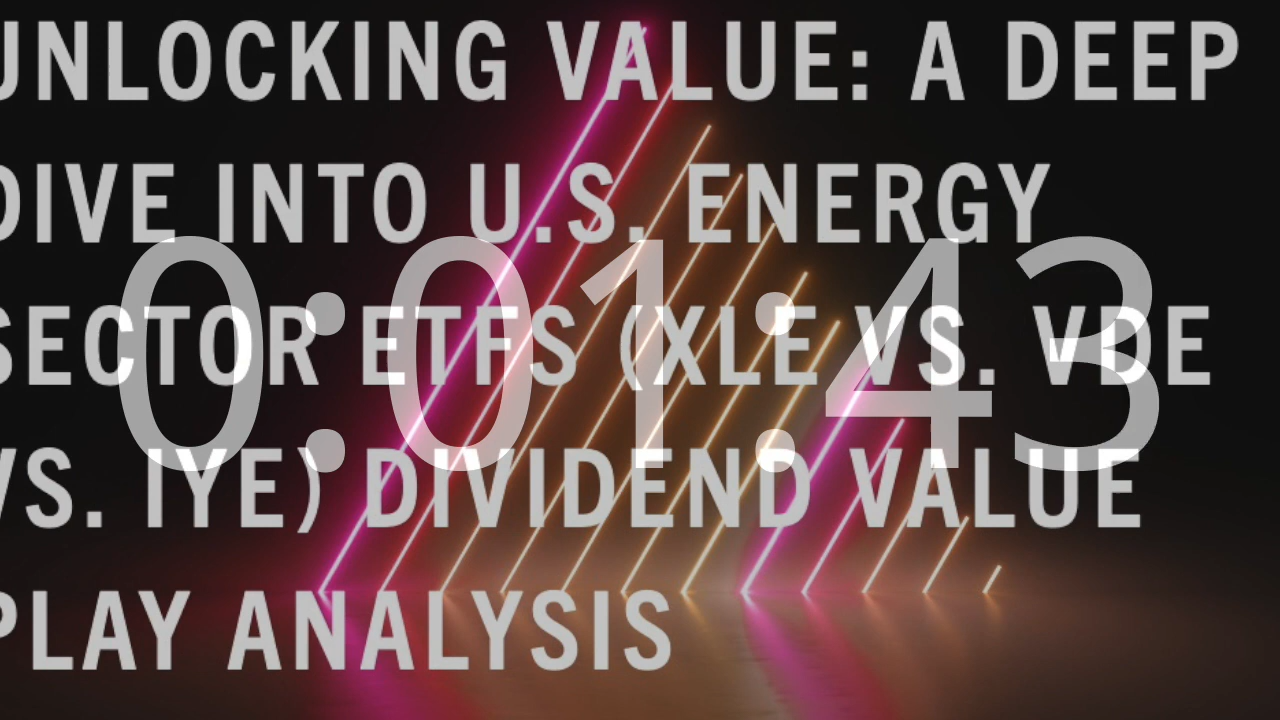 UNLOCKING VALUE: A DEEP
DIVE INTO U.S. ENERGY
0:01:43
SECTOR ETFS (XLE VS. VDE
VS. IYE) DIVIDEND VALUE
PLAY ANALYSIS